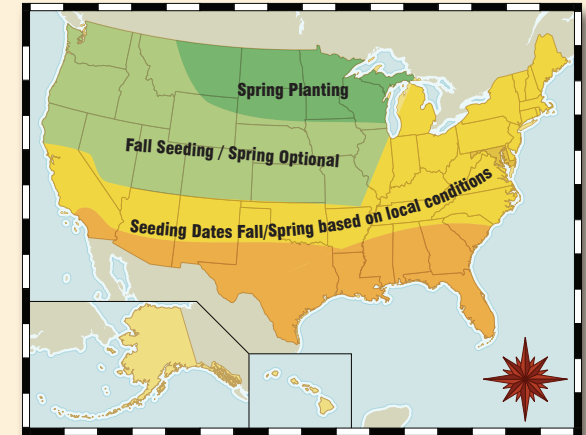 Spring Planting
Fall Seeding / Spring Optional
Seeding Dates Fall/Spring based on local conditions